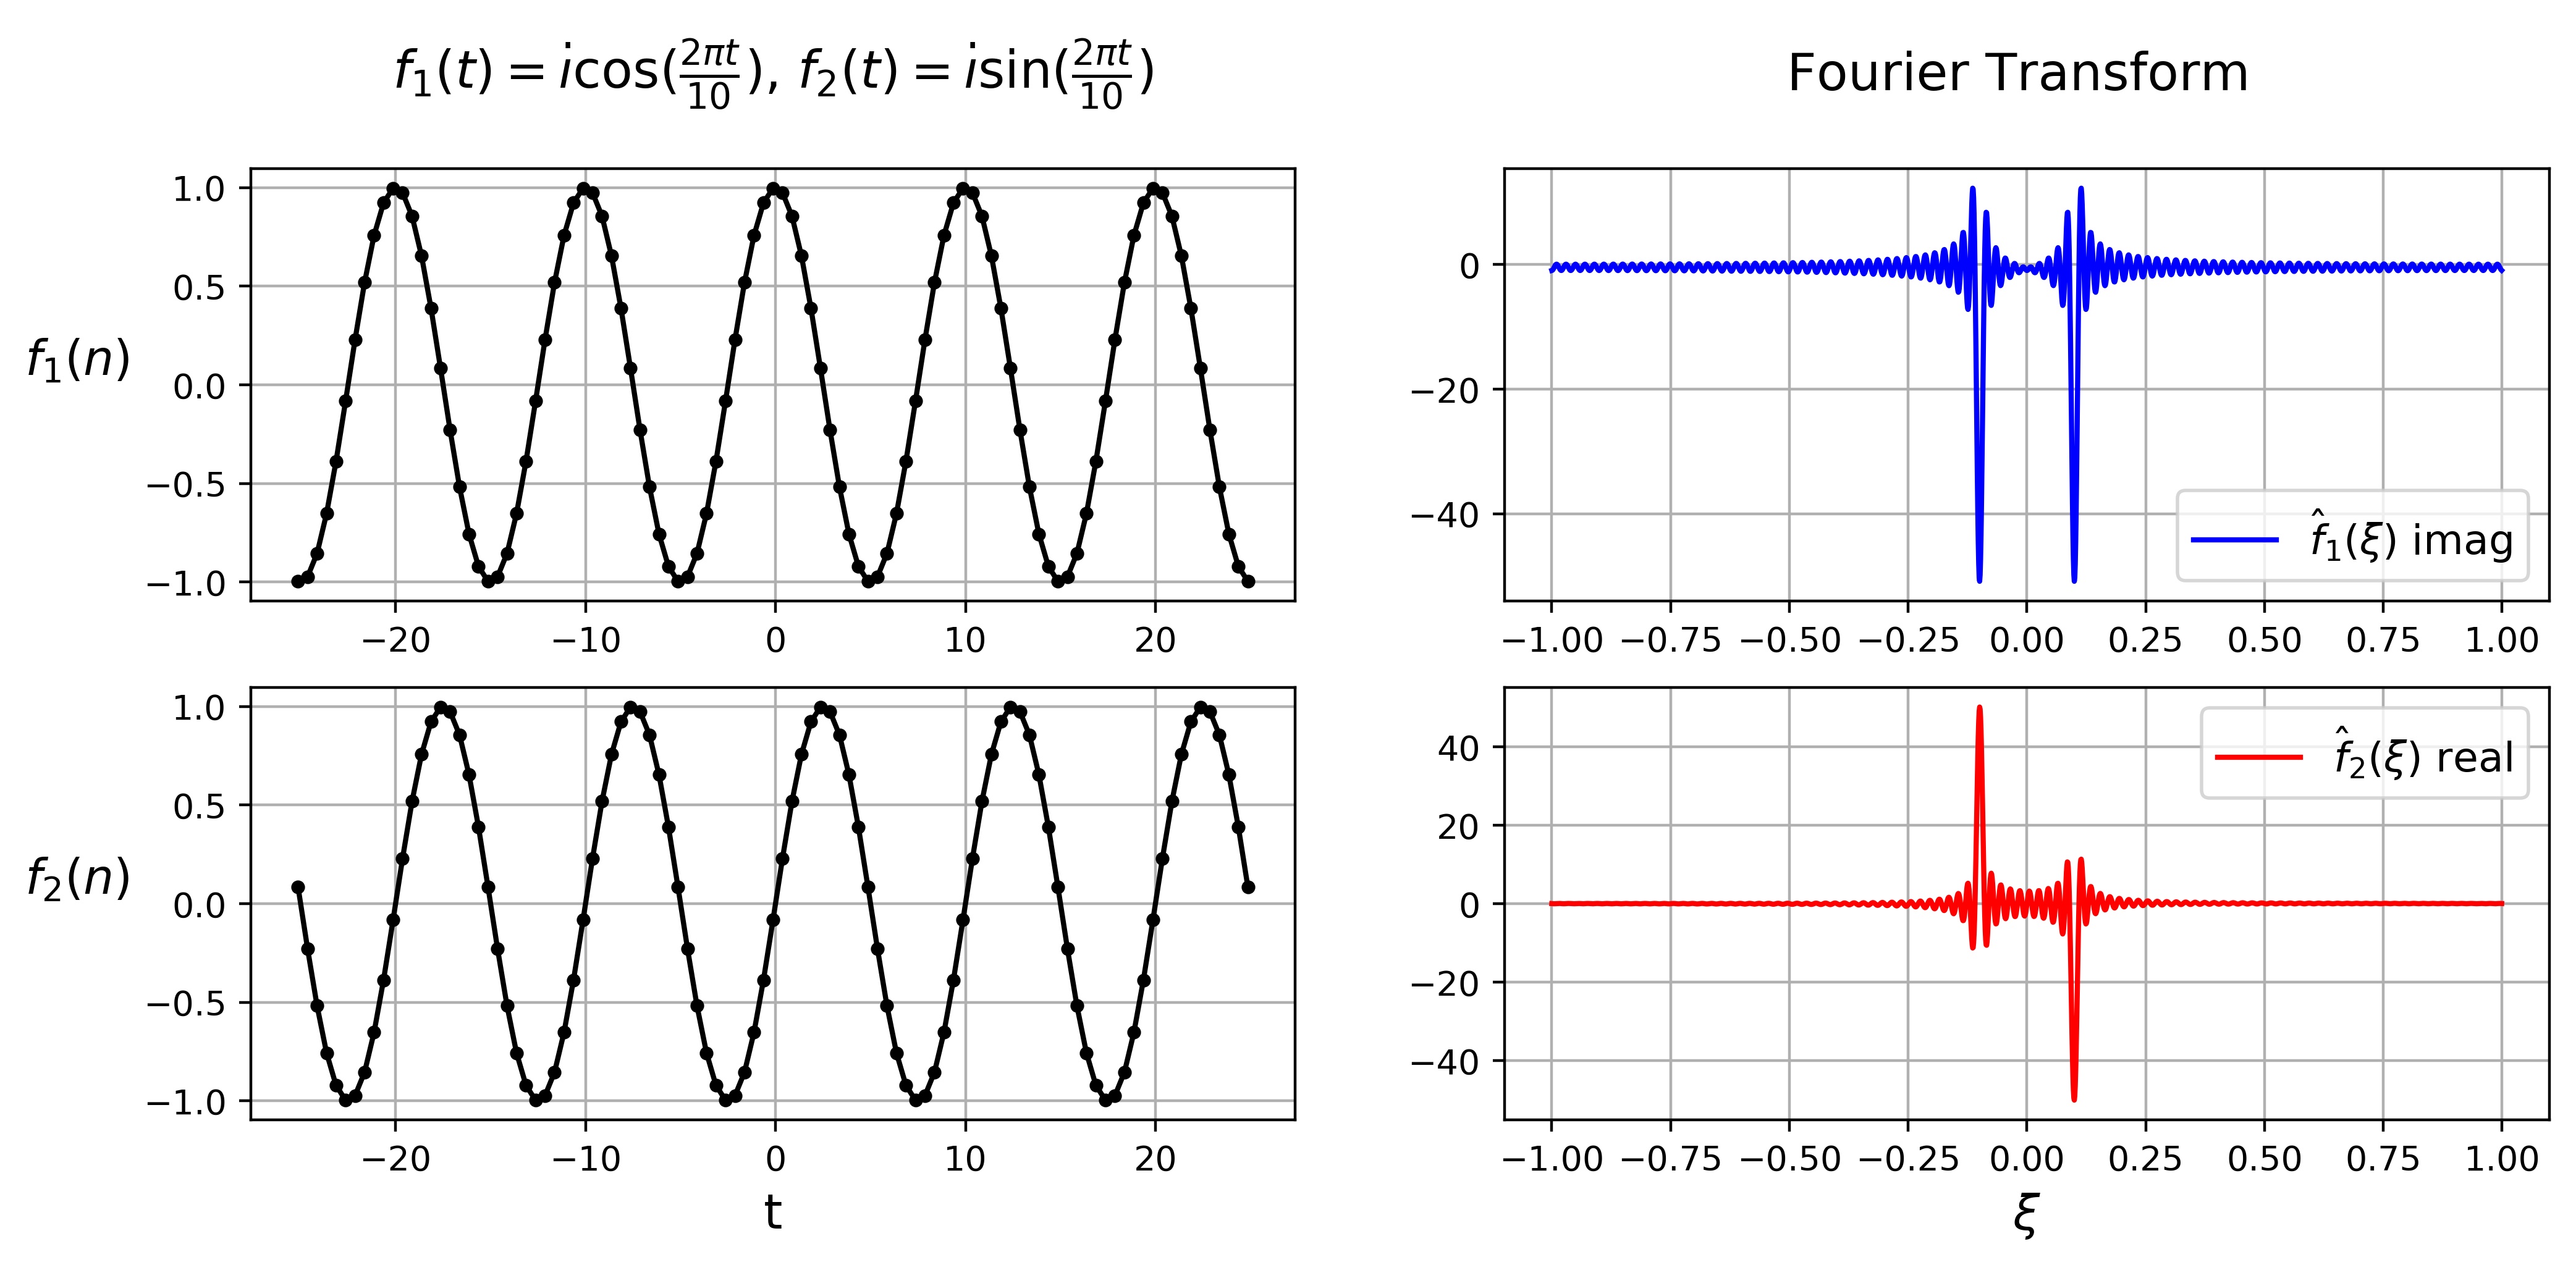 f₁(t) = icos(2πt/10), f₂(t) = isin(2πt/10)
Fourier Transform
f₁(n)
1.0
0.5
0.0
−0.5
−1.0
−20 −10 0 10 20
0
−20
−40
f̂₁(ξ) imag
−1.00 −0.75 −0.50 −0.25 0.00 0.25 0.50 0.75 1.00
f₂(n)
1.0
0.5
0.0
−0.5
−1.0
−20 −10 0 10 20
t
40
20
0
−20
−40
f̂₂(ξ) real
−1.00 −0.75 −0.50 −0.25 0.00 0.25 0.50 0.75 1.00
ξ